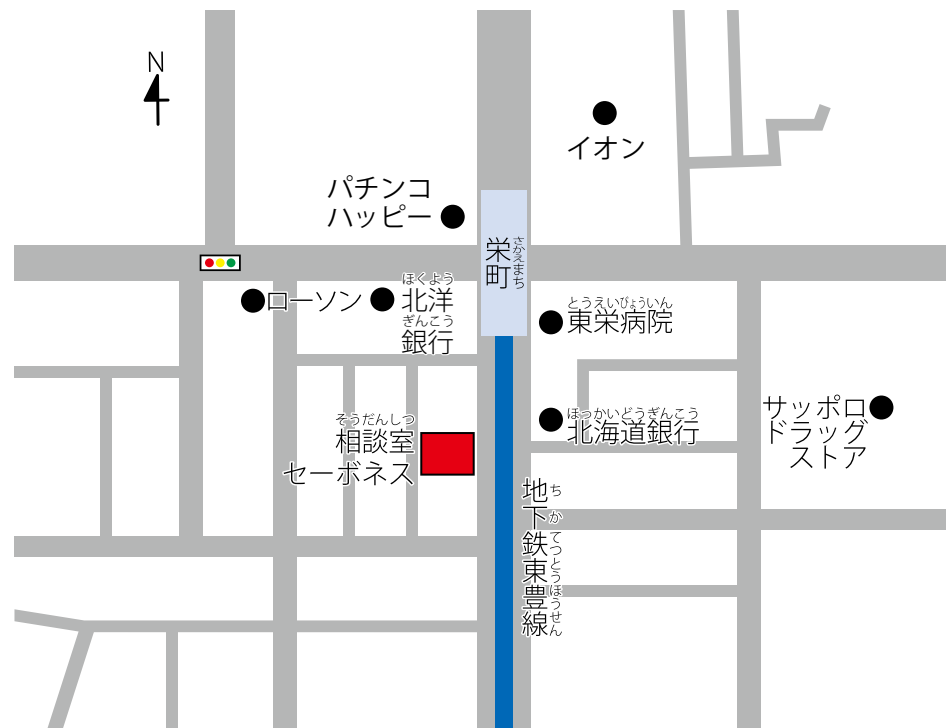 N
イオン
パチンコ
ハッピー
栄町
さかえまち
ローソン
ほくよう
北洋
ぎんこう
銀行
とうえいびょういん
東栄病院
そうだんしつ
相談室
セーボネス
ほっかいどうぎんこう
北海道銀行
サッポロ
ドラッグ
ストア
地下鉄東豊線
ちかてつとうほうせん